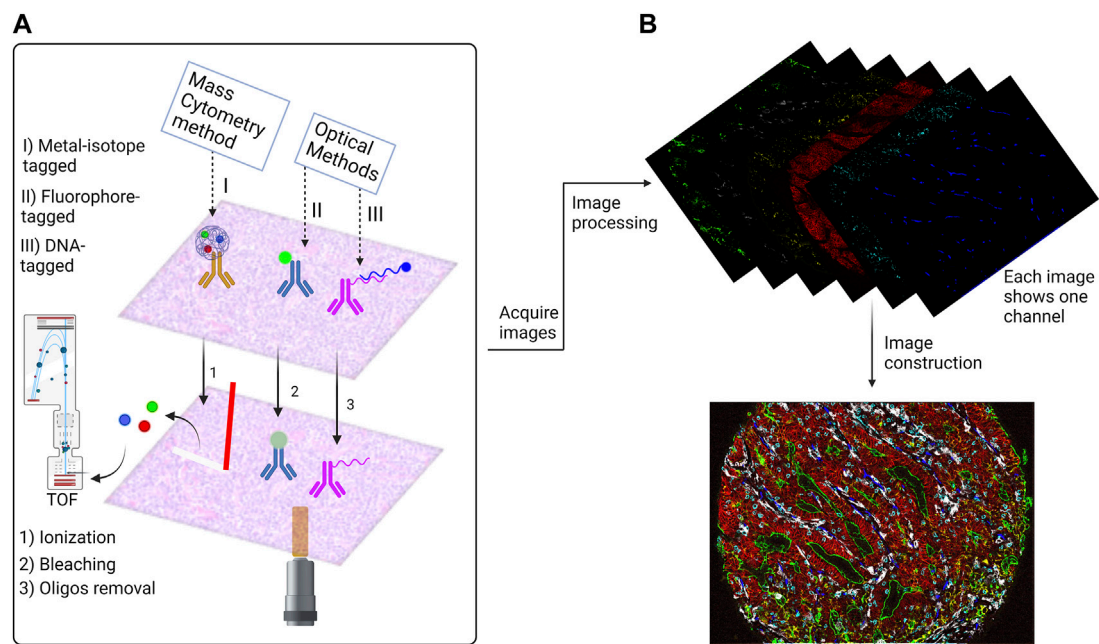 A
B
Mass
Cytometry
method
Optical
Methods
I) Metal-isotope
tagged
II) Fluorophore-
tagged
III) DNA-
tagged
I
II
III
1
2
3
TOF
1) Ionization
2) Bleaching
3) Oligos removal
Acquire
images
Image
processing
Each image
shows one
channel
Image
construction